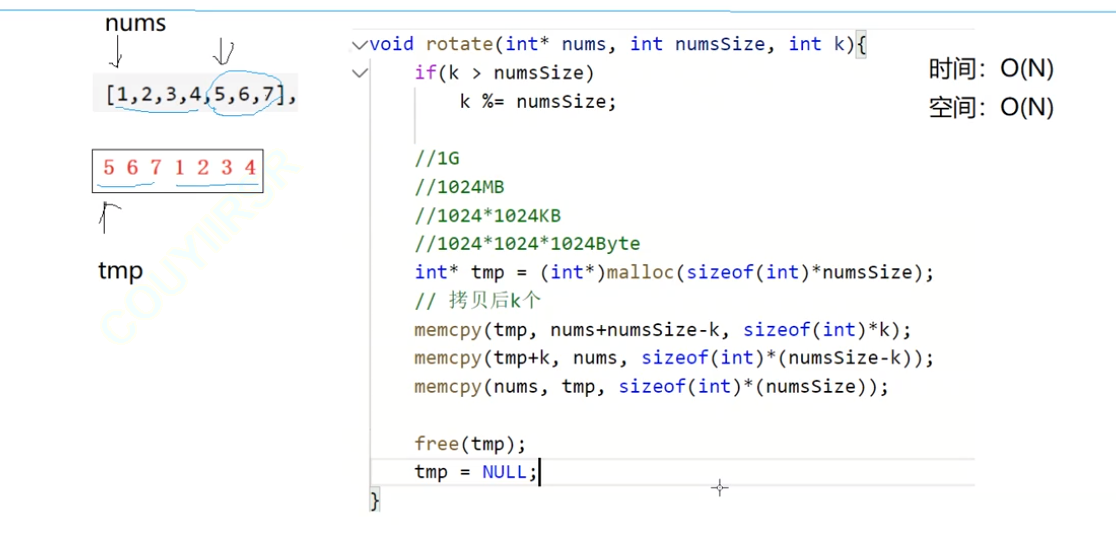 nums
[1,2,3,4,5,6,7],
5 6 7 1 2 3 4
tmp
void rotate(int* nums, int numsSize, int k){
if(k > numsSize)
k %= numsSize;
//1G
//1024MB
//1024*1024KB
//1024*1024*1024Byte
int* tmp = (int*)malloc(sizeof(int)*numsSize);
// 拷贝后k个
memcpy(tmp, nums+numsSize-k, sizeof(int)*k);
memcpy(tmp+k, nums, sizeof(int)*(numsSize-k));
memcpy(nums, tmp, sizeof(int)*(numsSize));
free(tmp);
tmp = NULL;
}
时间：O(N)
空间：O(N)